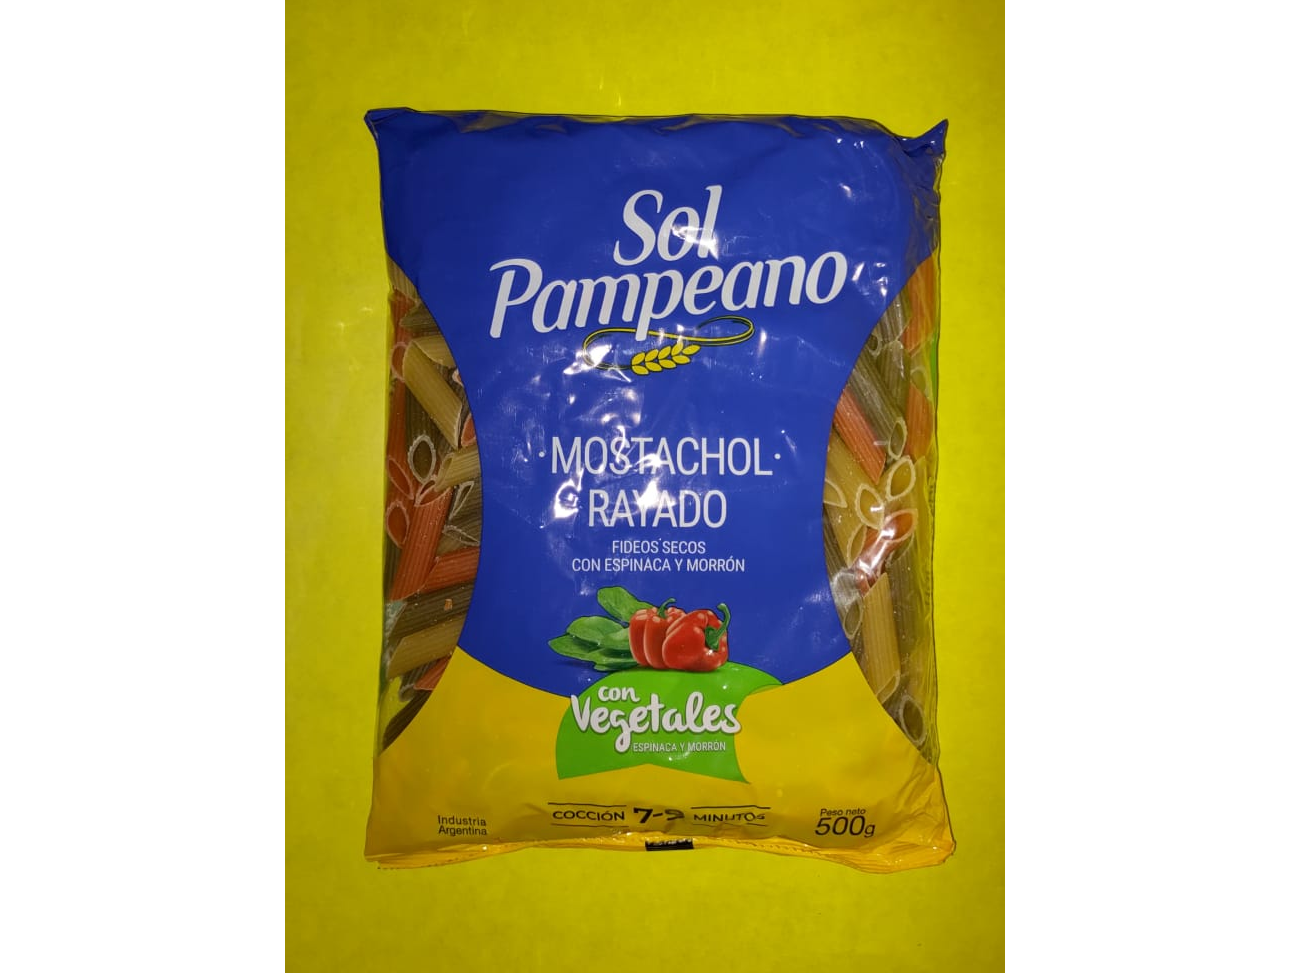 Sol
Pampeano
·MOSTACHOL·
RAYADO
FIDEOS SECOS
CON ESPINACA Y MORRÓN
con
Vegetales
ESPINACA Y MORRÓN
Industria
Argentina
COCCIÓN 7-9 MINUTOS
Peso neto
500g